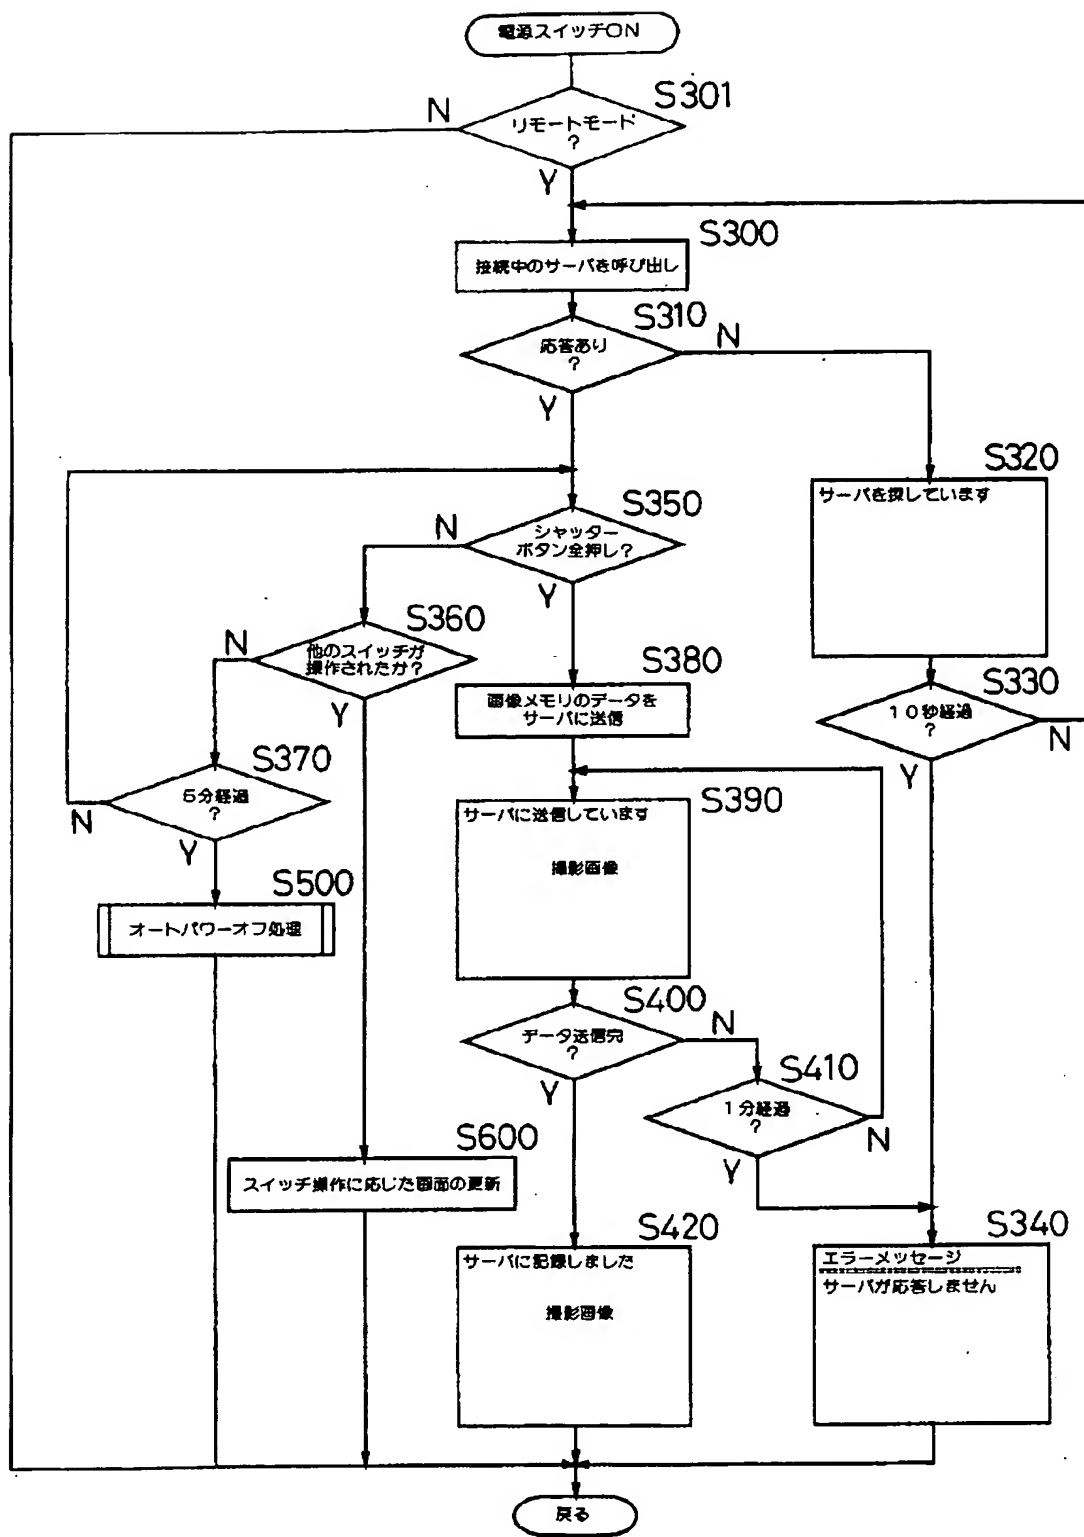 電源スイッチON
S301
N
リモートモード
?
Y
S300
接続中のサーバを呼び出し
S310
N
応答あり
?
Y
S320
サーバを探しています
S350
N
シャッター
ボタン全押し?
Y
S360
N
他のスイッチが
操作されたか?
Y
S380
画像メモリのデータを
サーバに送信
S330
10秒経過
?
N
Y
S370
5分経過
?
N
Y
S390
サーバに送信しています
撮影画像
S500
オートパワーオフ処理
S400
N
データ送信完
?
Y
S410
1分経過
?
N
Y
S600
スイッチ操作に応じた画面の更新
S420
サーバに記録しました
撮影画像
S340
エラーメッセージ
サーバが応答しません
戻る